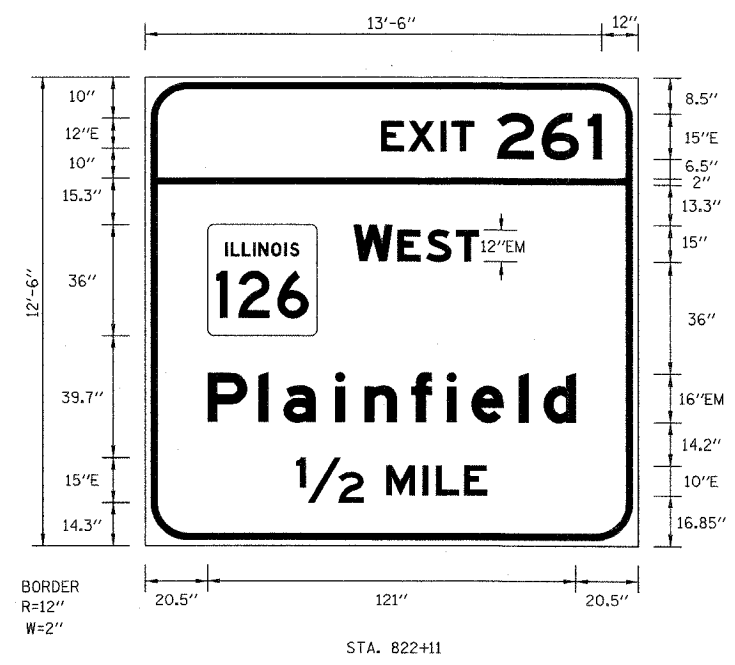 13'-6" 12"
10" 8.5"
EXIT 261
12"E 15"E
10" 6.5"
2"
15.3" 13.3"
WEST 12"EM 15"
ILLINOIS
126
12'-6" 36" 36"
Plainfield
39.7" 16"EM
14.2"
1/2 MILE
15"E 10"E
14.3" 16.85"
BORDER
R=12"
W=2"
20.5" 121" 20.5"
STA. 822+11